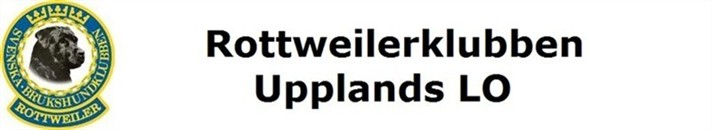 SVENSKA · BRUKSHUNDKLUBBEN
ROTTWEILER
Rottweilerklubben
Upplands LO